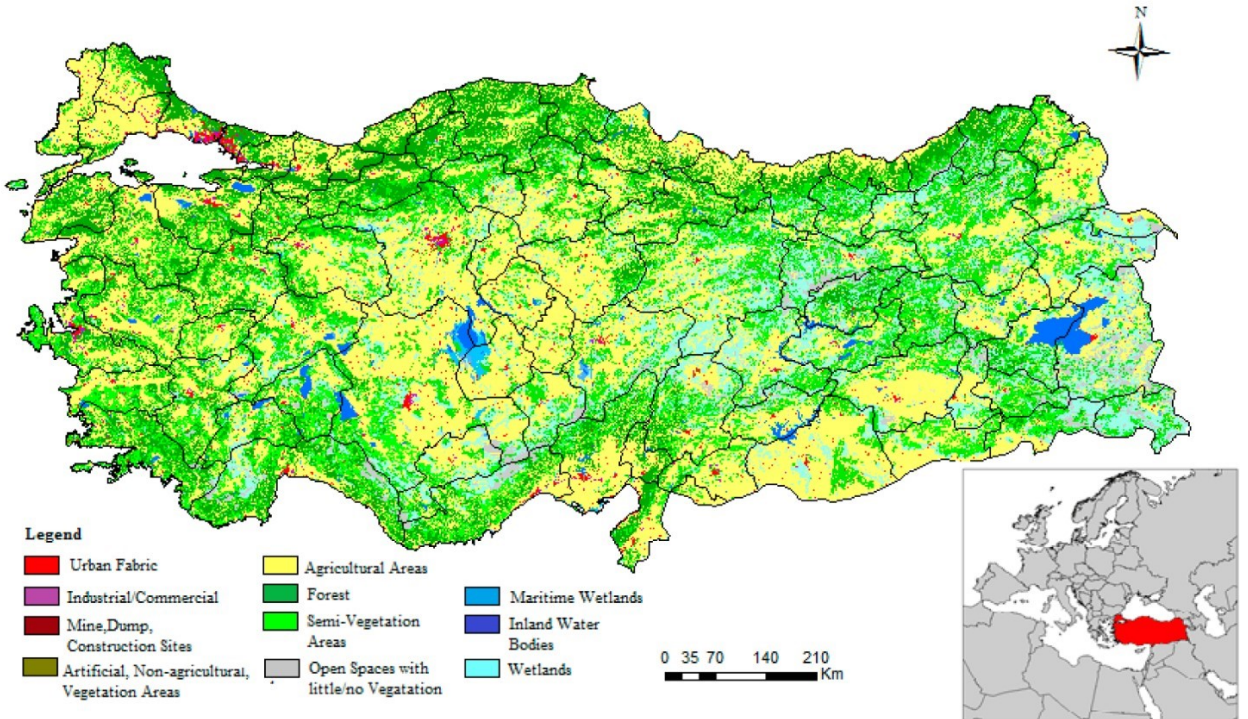 N
Legend
Urban Fabric
Industrial/Commercial
Mine,Dump,
Construction Sites
Artificial, Non-agricultural,
Vegetation Areas
Agricultural Areas
Forest
Semi-Vegetation
Areas
Open Spaces with
little/no Vegatation
Maritime Wetlands
Inland Water
Bodies
Wetlands
0 35 70 140 210
Km